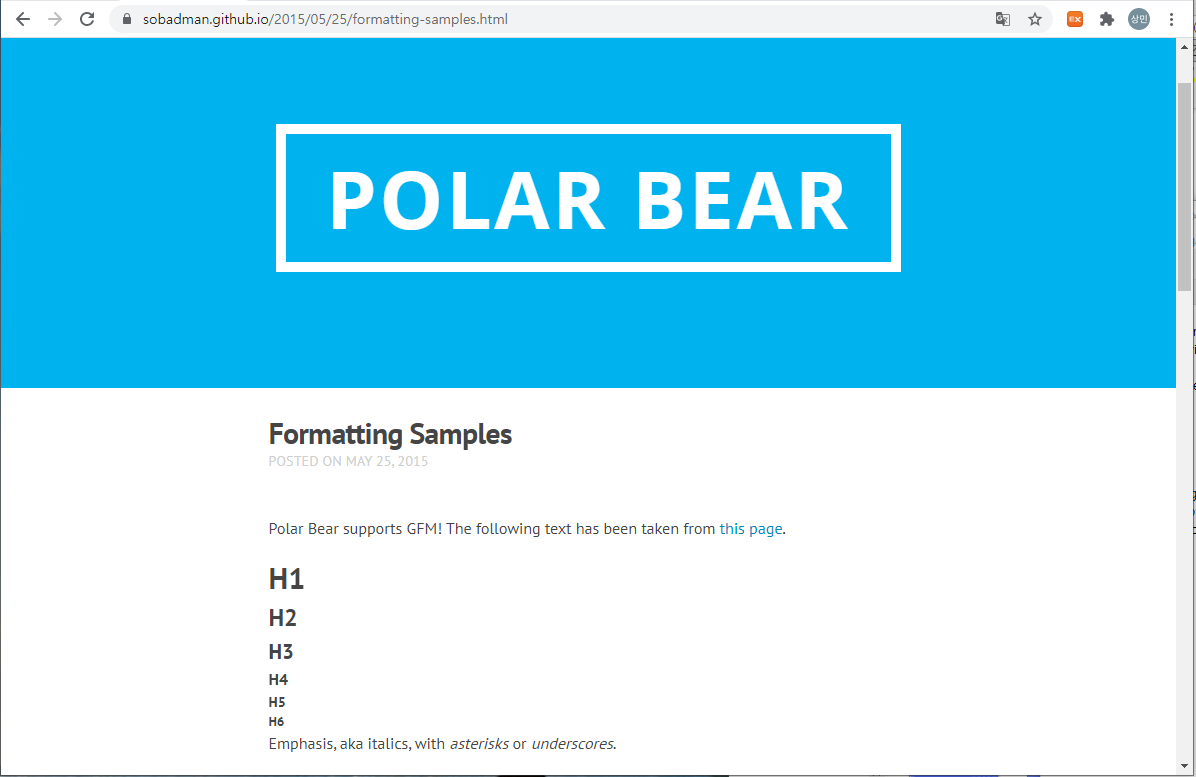 sobadman.github.io/2015/05/25/formatting-samples.html
상민
POLAR BEAR
Formatting Samples
POSTED ON MAY 25, 2015
Polar Bear supports GFM! The following text has been taken from this page.
H1
H2
H3
H4
H5
H6
Emphasis, aka italics, with asterisks or underscores.